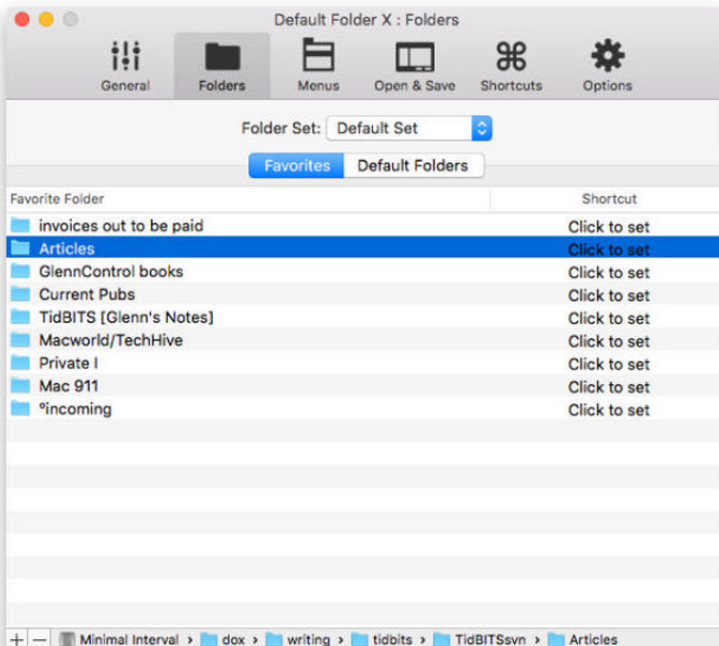 Default Folder X : Folders
General Folders Menus Open & Save Shortcuts Options
Folder Set: Default Set
Favorites Default Folders
Favorite Folder Shortcut
invoices out to be paid Click to set
Articles Click to set
GlennControl books Click to set
Current Pubs Click to set
TidBITS [Glenn's Notes] Click to set
Macworld/TechHive Click to set
Private I Click to set
Mac 911 Click to set
°incoming Click to set
+ − Minimal Interval › dox › writing › tidbits › TidBITSsvn › Articles